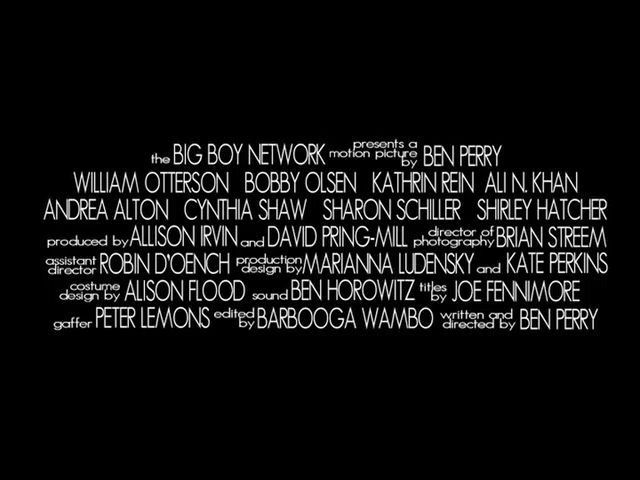 the BIG BOY NETWORK presents a motion picture by BEN PERRY
WILLIAM OTTERSON BOBBY OLSEN KATHRIN REIN ALI N. KHAN
ANDREA ALTON CYNTHIA SHAW SHARON SCHILLER SHIRLEY HATCHER
produced by ALLISON IRVIN and DAVID PRING-MILL director of photography BRIAN STREEM
assistant director ROBIN D'OENCH production design by MARIANNA LUDENSKY and KATE PERKINS
costume design by ALISON FLOOD sound BEN HOROWITZ titles by JOE FENNIMORE
gaffer PETER LEMONS edited by BARBOOGA WAMBO written and directed by BEN PERRY